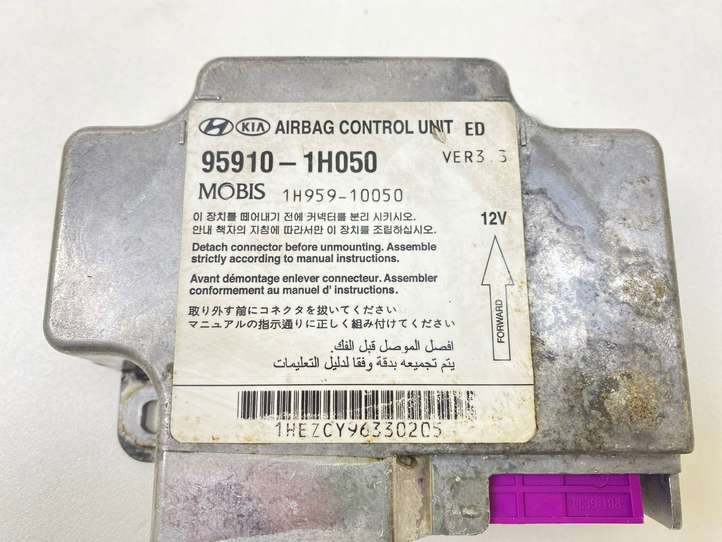 HYUNDAI KIA AIRBAG CONTROL UNIT ED
95910-1H050 VER3.3
MOBIS 1H959-10050
이 장치를 떼어내기 전에 커넥터를 분리 시키시오.
안내 책자의 지침에 따라서만 이 장치를 조립하십시오.
12V
Detach connector before unmounting. Assemble
strictly according to manual instructions.
Avant démontage enlever connecteur. Assembler
conformement au manuel d' instructions.
FORWARD
取り外す前にコネクタを抜いてください
マニュアルの指示通りに正しく組み付けてください
افصل الموصل قبل الفك.
يتم تجميعه بدقة وفقا لدليل التعليمات
1HEZCY96330205